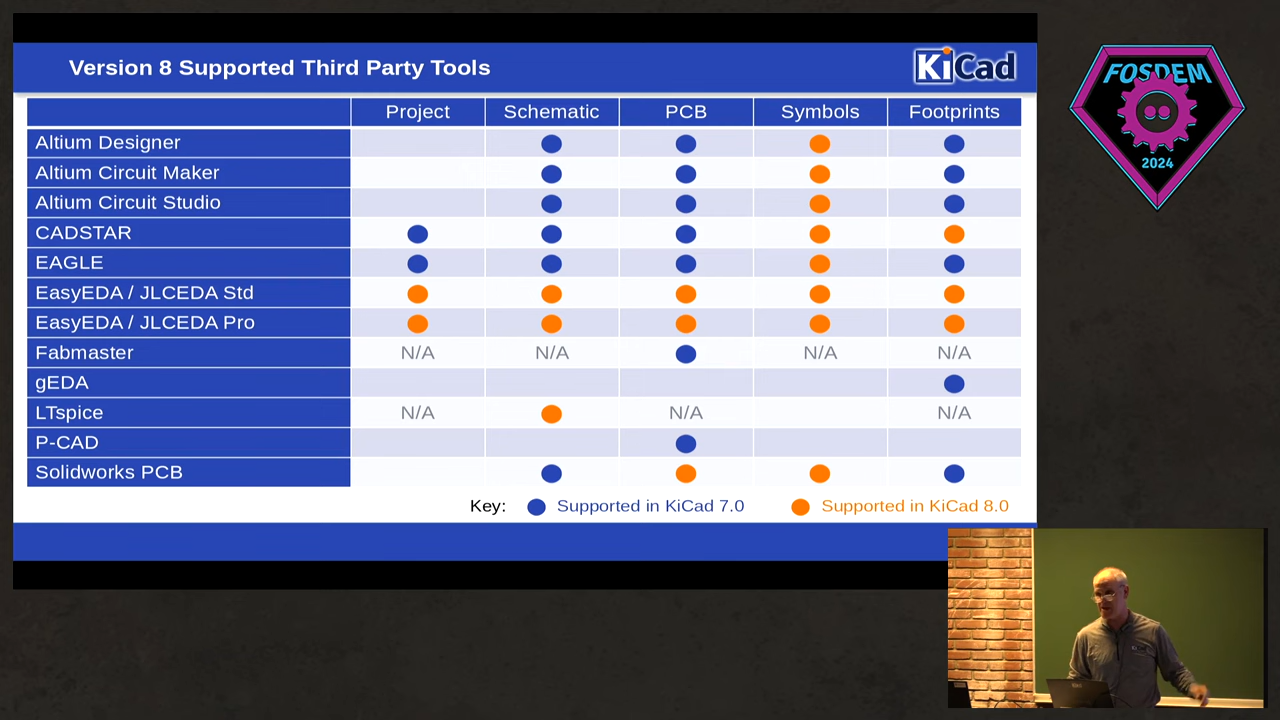 Version 8 Supported Third Party Tools
KiCad
Project Schematic PCB Symbols Footprints
Altium Designer
Altium Circuit Maker
Altium Circuit Studio
CADSTAR
EAGLE
EasyEDA / JLCEDA Std
EasyEDA / JLCEDA Pro
Fabmaster N/A N/A N/A N/A
gEDA
LTspice N/A N/A N/A
P-CAD
Solidworks PCB
Key: Supported in KiCad 7.0 Supported in KiCad 8.0
FOSDEM
2024